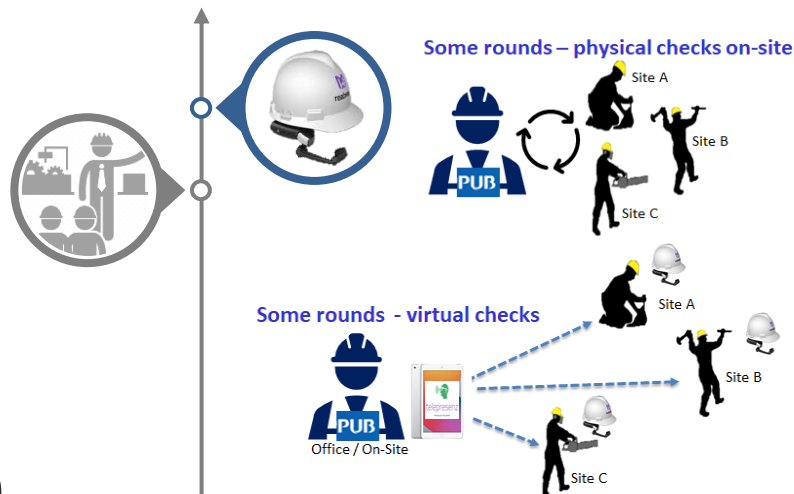 Some rounds – physical checks on-site
Site A
Site B
PUB
Site C
Some rounds - virtual checks
Site A
Site B
PUB
telepresent
Office / On-Site
Site C